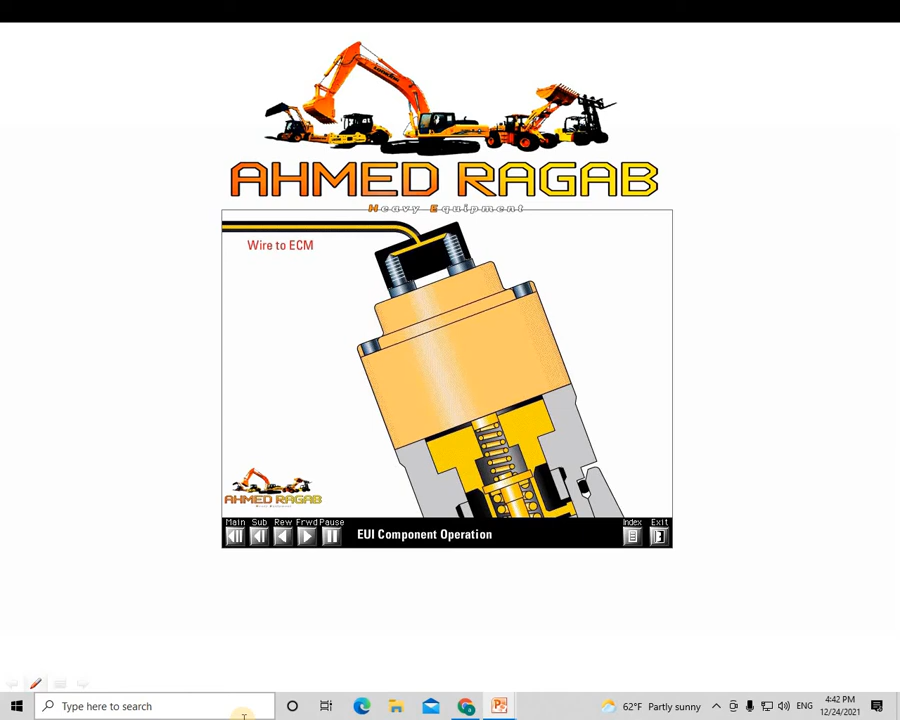 AHMED RAGAB
Heavy Equipment
Wire to ECM
AHMED RAGAB
Main Sub Rew Frwd Pause
EUI Component Operation
Index Exit
Type here to search
62°F Partly sunny
ENG
4:42 PM
12/24/2021